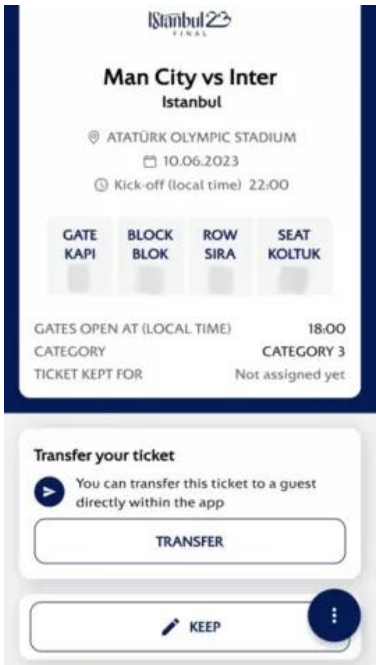 Istanbul23
FINAL
Man City vs Inter
Istanbul
ATATÜRK OLYMPIC STADIUM
10.06.2023
Kick-off (local time) 22:00
GATE BLOCK ROW SEAT
KAPI BLOK SIRA KOLTUK
GATES OPEN AT (LOCAL TIME) 18:00
CATEGORY CATEGORY 3
TICKET KEPT FOR Not assigned yet
Transfer your ticket
You can transfer this ticket to a guest
directly within the app
TRANSFER
KEEP